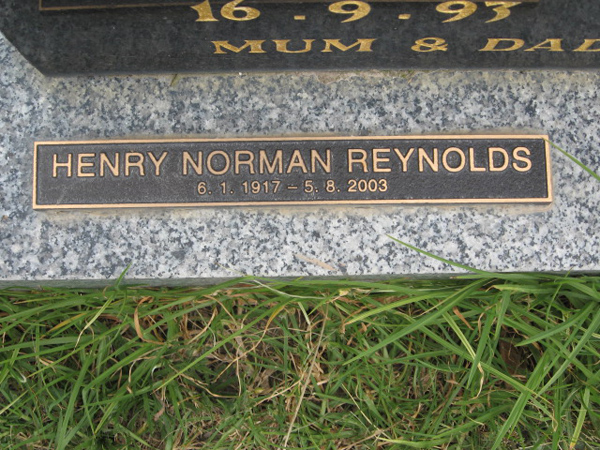 16 - 9 - 93
MUM & DAD
HENRY NORMAN REYNOLDS
6. 1. 1917 – 5. 8. 2003